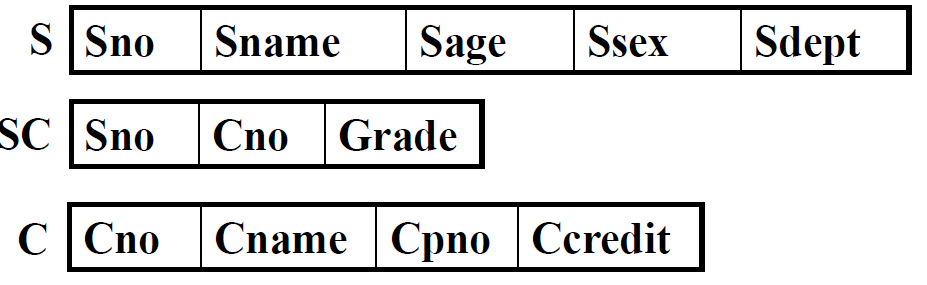 S Sno Sname Sage Ssex Sdept
SC Sno Cno Grade
C Cno Cname Cpno Ccredit